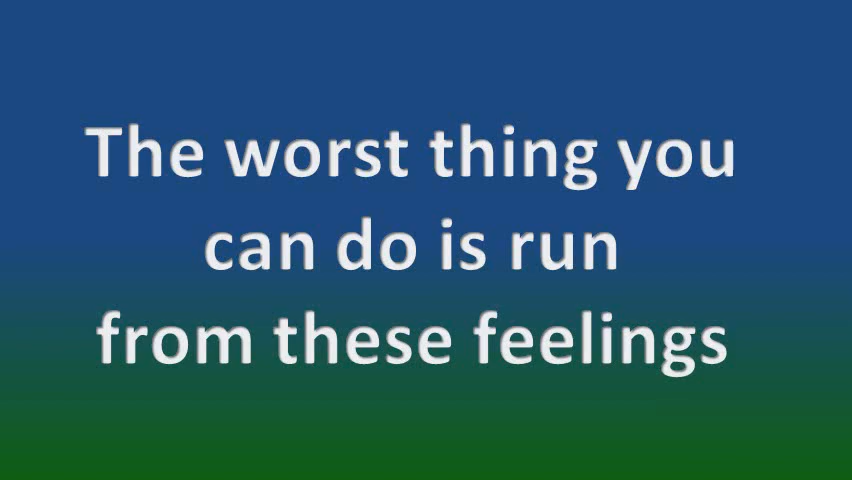 The worst thing you
can do is run
from these feelings